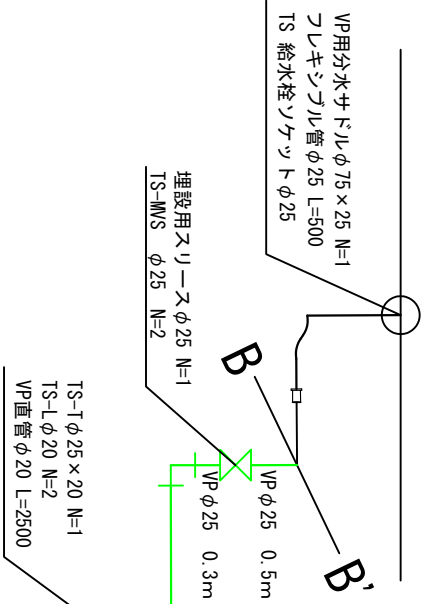 VP用分水サドルφ75×25 N=1
フレキシブル管φ25 L=500
TS 給水栓ソケットφ25
埋設用スリースφ25 N=1
TS-MVS φ25 N=2
TS-Tφ25×20 N=1
TS-Lφ20 N=2
VP直管φ20 L=2500
B
B'
VPφ25 0.5m
VPφ25 0.3m